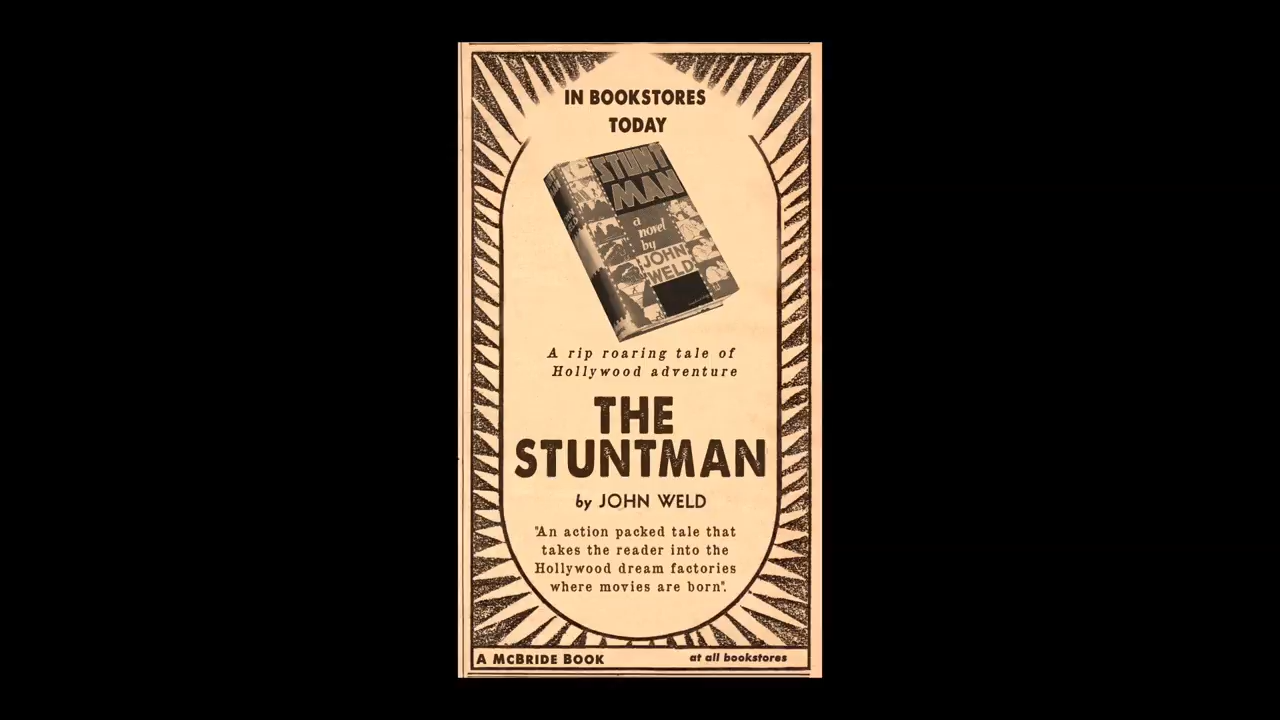 IN BOOKSTORES
TODAY
STUNT
MAN
a
novel
by
JOHN
WELD
A rip roaring tale of
Hollywood adventure
THE
STUNTMAN
by JOHN WELD
"An action packed tale that
takes the reader into the
Hollywood dream factories
where movies are born".
A McBRIDE BOOK
at all bookstores